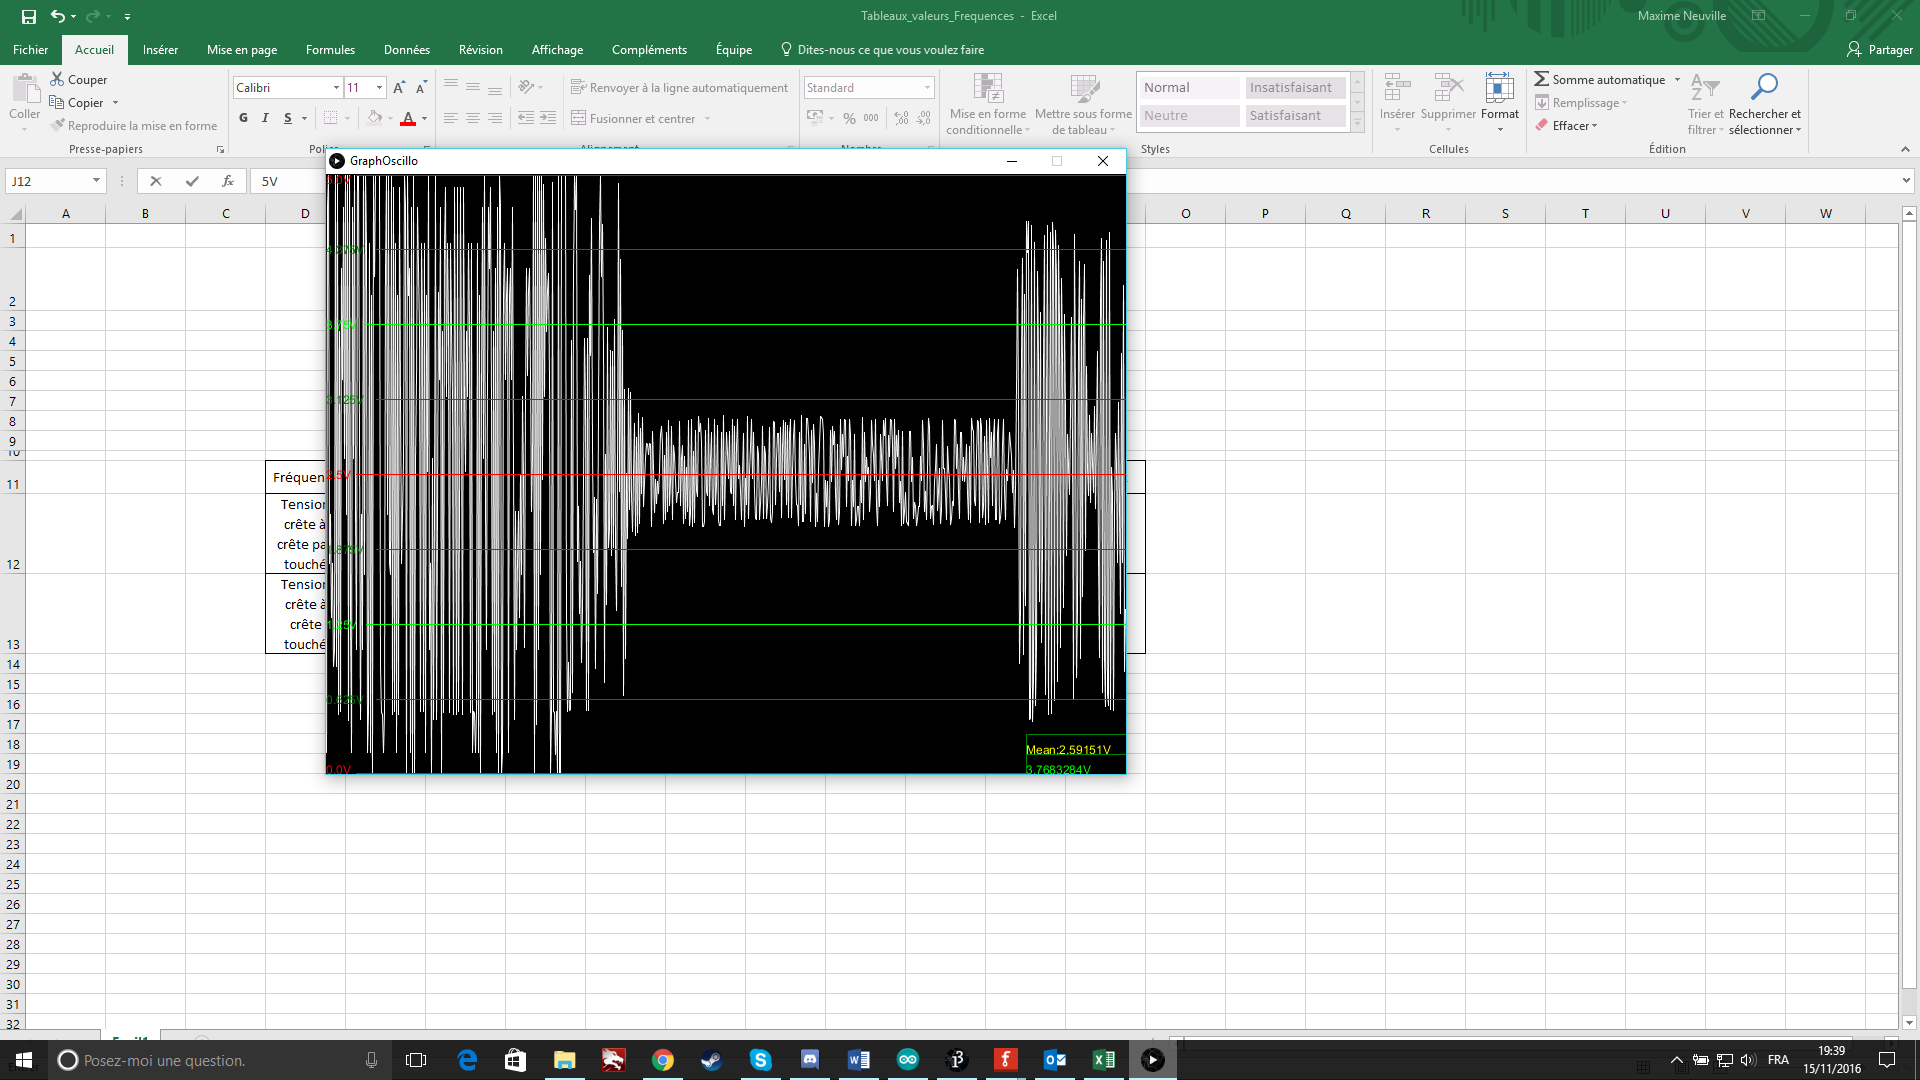 Tableaux_valeurs_Frequences - Excel
Maxime Neuville
Fichier Accueil Insérer Mise en page Formules Données Révision Affichage Compléments Équipe Dites-nous ce que vous voulez faire Partager
Coller
Couper
Copier
Reproduire la mise en forme
Presse-papiers
Calibri 11
G I S
Renvoyer à la ligne automatiquement
Fusionner et centrer
Standard
% 000
Mise en forme conditionnelle
Mettre sous forme de tableau
Normal Insatisfaisant
Neutre Satisfaisant
Styles
Insérer Supprimer Format
Cellules
Somme automatique
Remplissage
Effacer
Trier et filtrer
Rechercher et sélectionner
Édition
GraphOscillo
J12 fx 5V
A B C D O P Q R S T U V W
1
2
3
4
5
6
7
8
9
10
11
12
13
14
15
16
17
18
19
20
21
22
23
24
25
26
27
28
29
30
31
32
Tension
crête à
touché
Tension
crête à
crête
touché
3.75V
2.5V
1.25V
0.0V
Mean:2.59151V
3.7683284V
Posez-moi une question.
FRA
19:39
15/11/2016